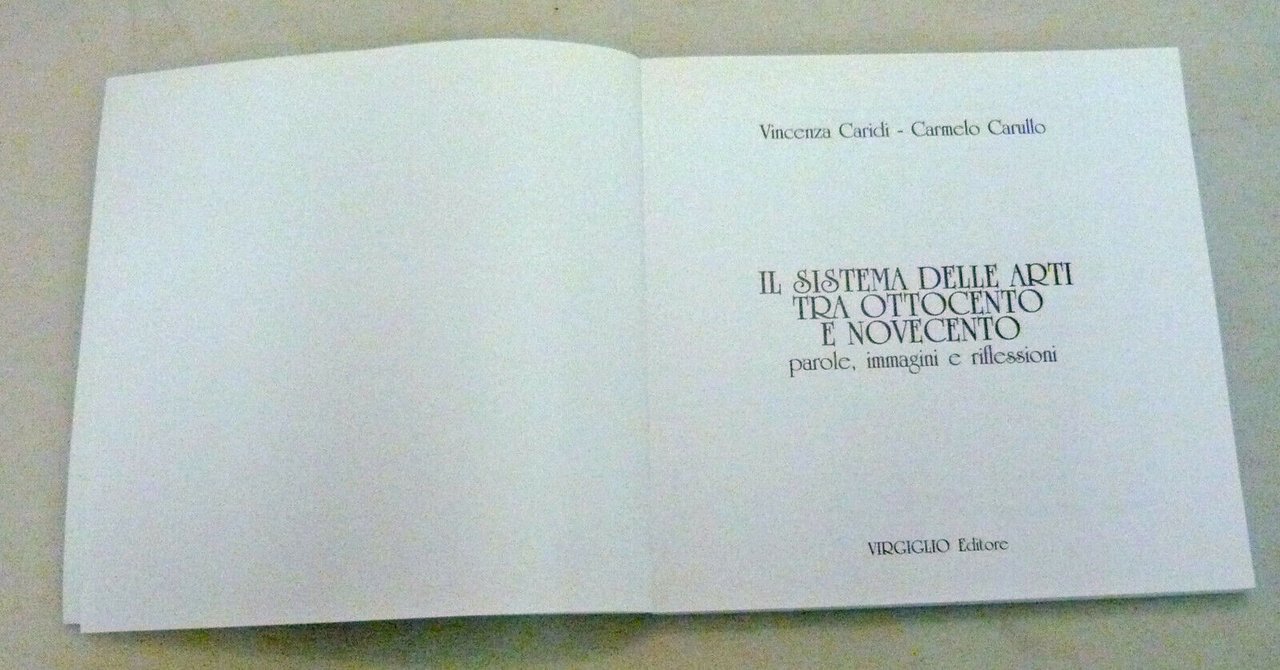 Vincenza Caridi - Carmelo Carullo
IL SISTEMA DELLE ARTI
TRA OTTOCENTO
E NOVECENTO
parole, immagini e riflessioni
VIRGIGLIO Editore